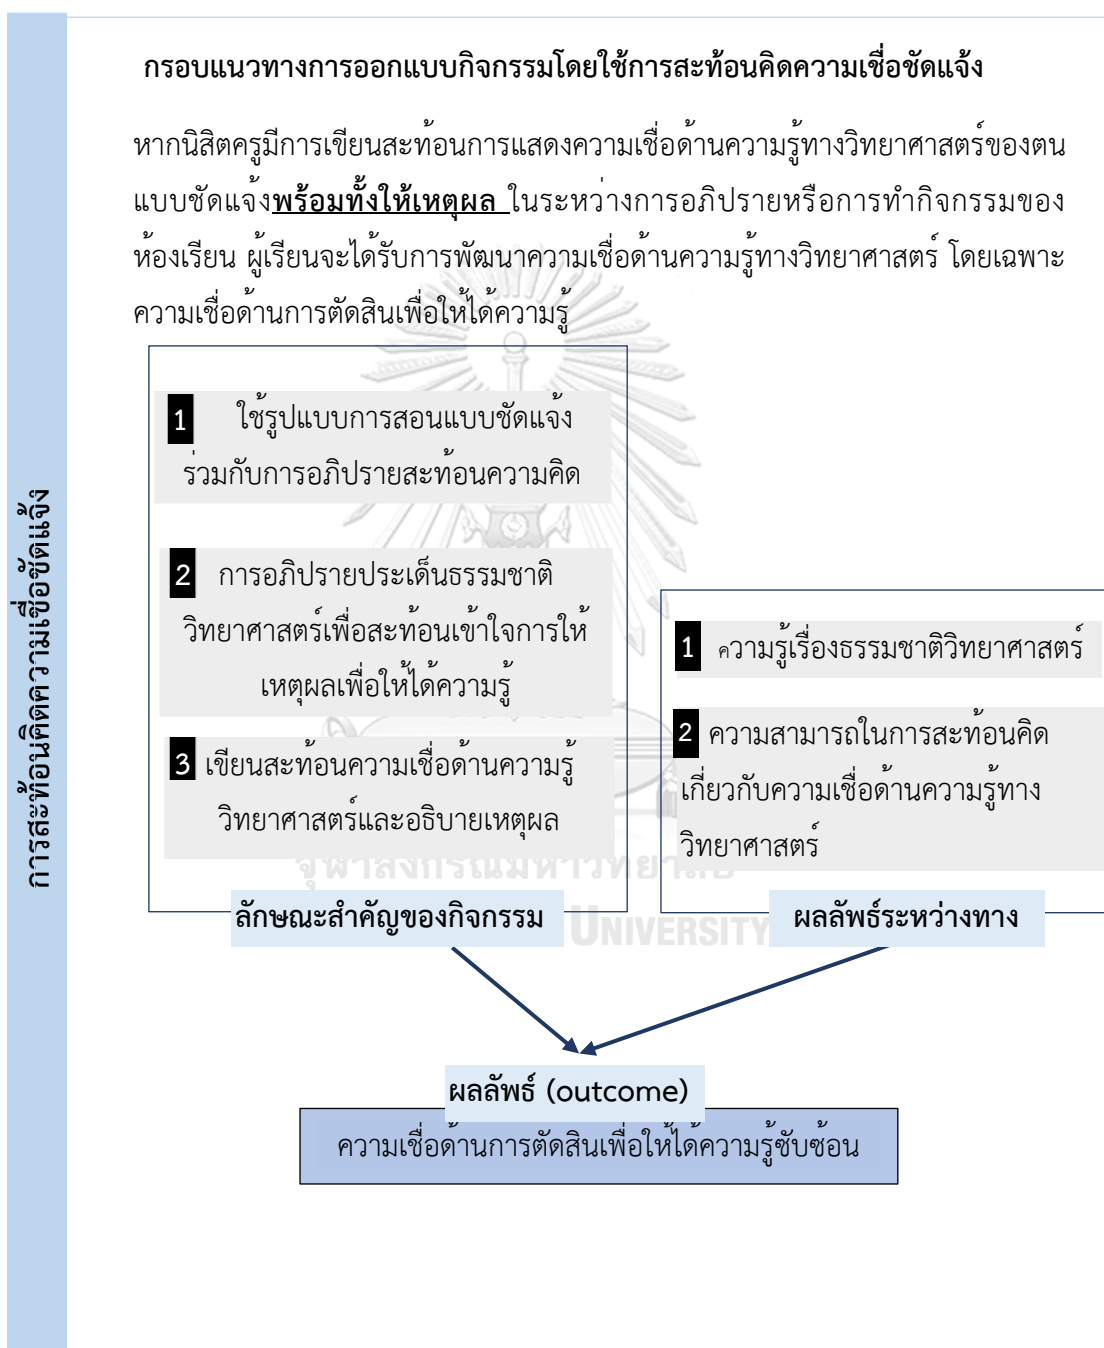 กรอบแนวทางการออกแบบกิจกรรมโดยใช้การสะท้อนคิดความเชื่อชัดแจ้ง
หากนิสิตครูมีการเขียนสะท้อนการแสดงความเชื่อด้านความรู้ทางวิทยาศาสตร์ของตน
แบบชัดแจ้งพร้อมทั้งให้เหตุผล ในระหว่างการอภิปรายหรือการทำกิจกรรมของ
ห้องเรียน ผู้เรียนจะได้รับการพัฒนาความเชื่อด้านความรู้ทางวิทยาศาสตร์ โดยเฉพาะ
ความเชื่อด้านการตัดสินเพื่อให้ได้ความรู้
การสะท้อนคิดความเชื่อชัดแจ้ง
1 ใช้รูปแบบการสอนแบบชัดแจ้ง
ร่วมกับการอภิปรายสะท้อนความคิด
2 การอภิปรายประเด็นธรรมชาติ
วิทยาศาสตร์เพื่อสะท้อนเข้าใจการให้
เหตุผลเพื่อให้ได้ความรู้
3 เขียนสะท้อนความเชื่อด้านความรู้
วิทยาศาสตร์และอธิบายเหตุผล
ลักษณะสำคัญของกิจกรรม
1 ความรู้เรื่องธรรมชาติวิทยาศาสตร์
2 ความสามารถในการสะท้อนคิด
เกี่ยวกับความเชื่อด้านความรู้ทาง
วิทยาศาสตร์
ผลลัพธ์ระหว่างทาง
จุฬาลงกรณ์มหาวิทยาลัย
UNIVERSITY
ผลลัพธ์ (outcome)
ความเชื่อด้านการตัดสินเพื่อให้ได้ความรู้ซับซ้อน